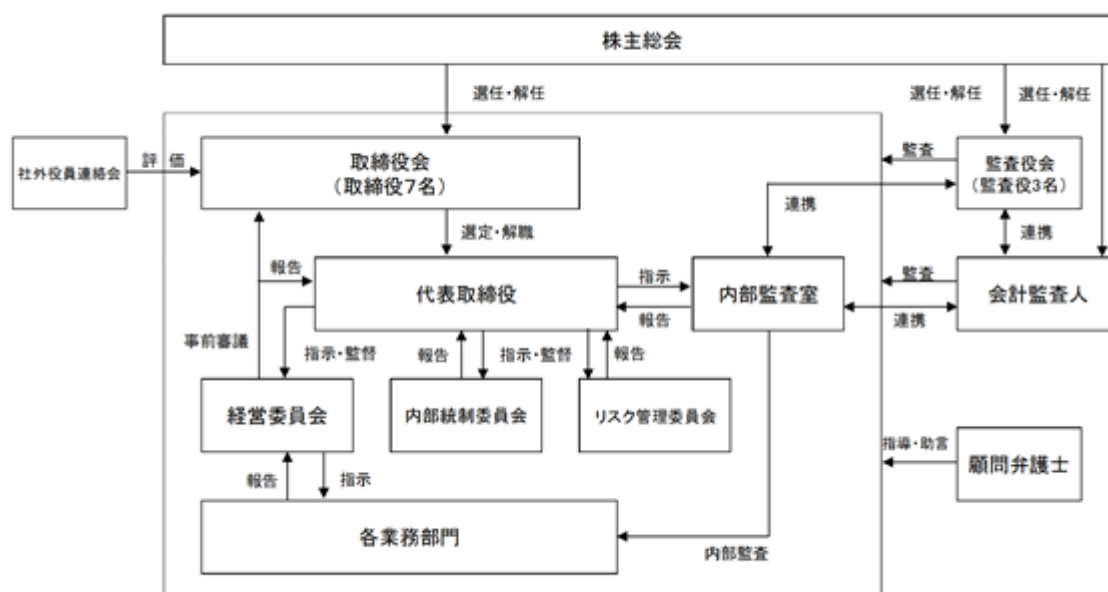 株主総会
選任・解任
選任・解任
選任・解任
社外役員連絡会
評 価
取締役会
（取締役７名）
監査
監査役会
（監査役3名）
連携
選定・解職
連携
報告
代表取締役
指示
報告
内部監査室
監査
連携
会計監査人
事前審議
指示・監督
報告
指示・監督
報告
経営委員会
内部統制委員会
リスク管理委員会
指導・助言
顧問弁護士
報告
指示
各業務部門
内部監査